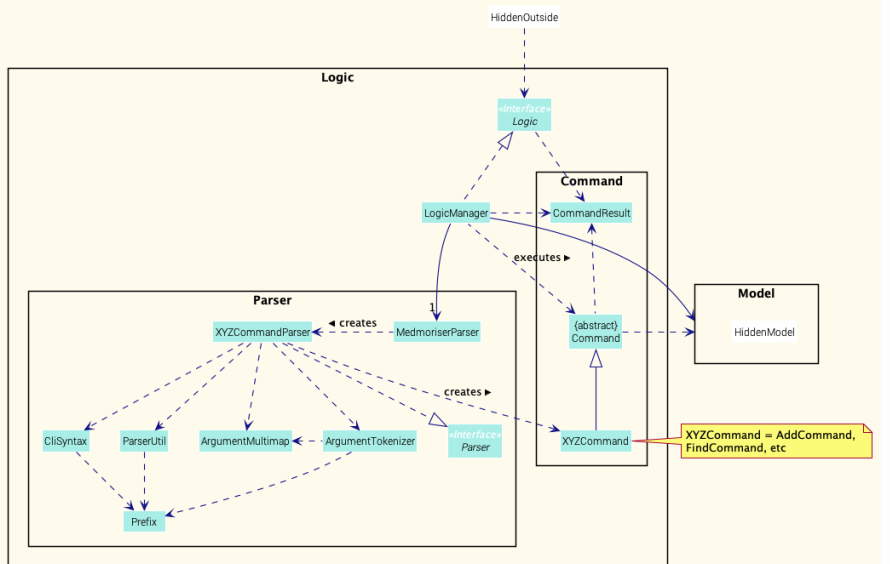 HiddenOutside
Logic
«Interface»
Logic
Command
LogicManager
CommandResult
executes ►
Parser
1
Model
◄ creates
XYZCommandParser
MedmoriserParser
{abstract}
Command
HiddenModel
creates ►
CliSyntax
ParserUtil
ArgumentMultimap
ArgumentTokenizer
«Interface»
Parser
XYZCommand
XYZCommand = AddCommand,
FindCommand, etc
Prefix